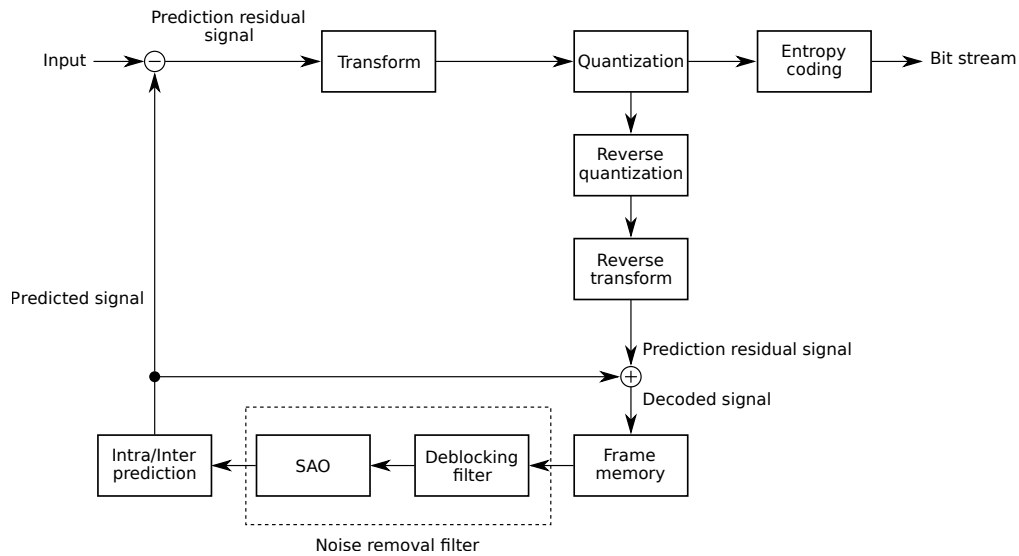 Prediction residual
signal
Input
−
Transform
Quantization
Entropy
coding
Bit stream
Reverse
quantization
Reverse
transform
Predicted signal
Prediction residual signal
+
Decoded signal
Intra/Inter
prediction
SAO
Deblocking
filter
Frame
memory
Noise removal filter